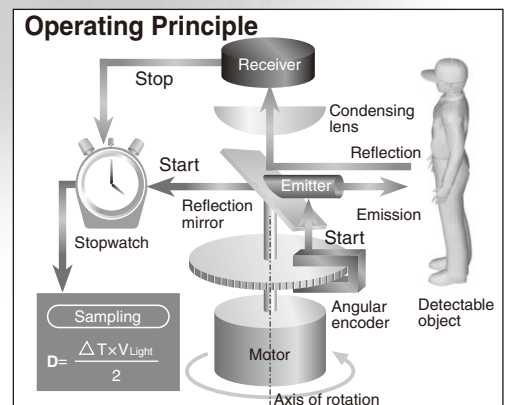 Operating Principle
Receiver
Stop
Condensing
lens
Reflection
Start
Emitter
Reflection
mirror
Emission
Stopwatch
Start
Sampling
D= △T×VLight
2
Angular
encoder
Detectable
object
Motor
Axis of rotation